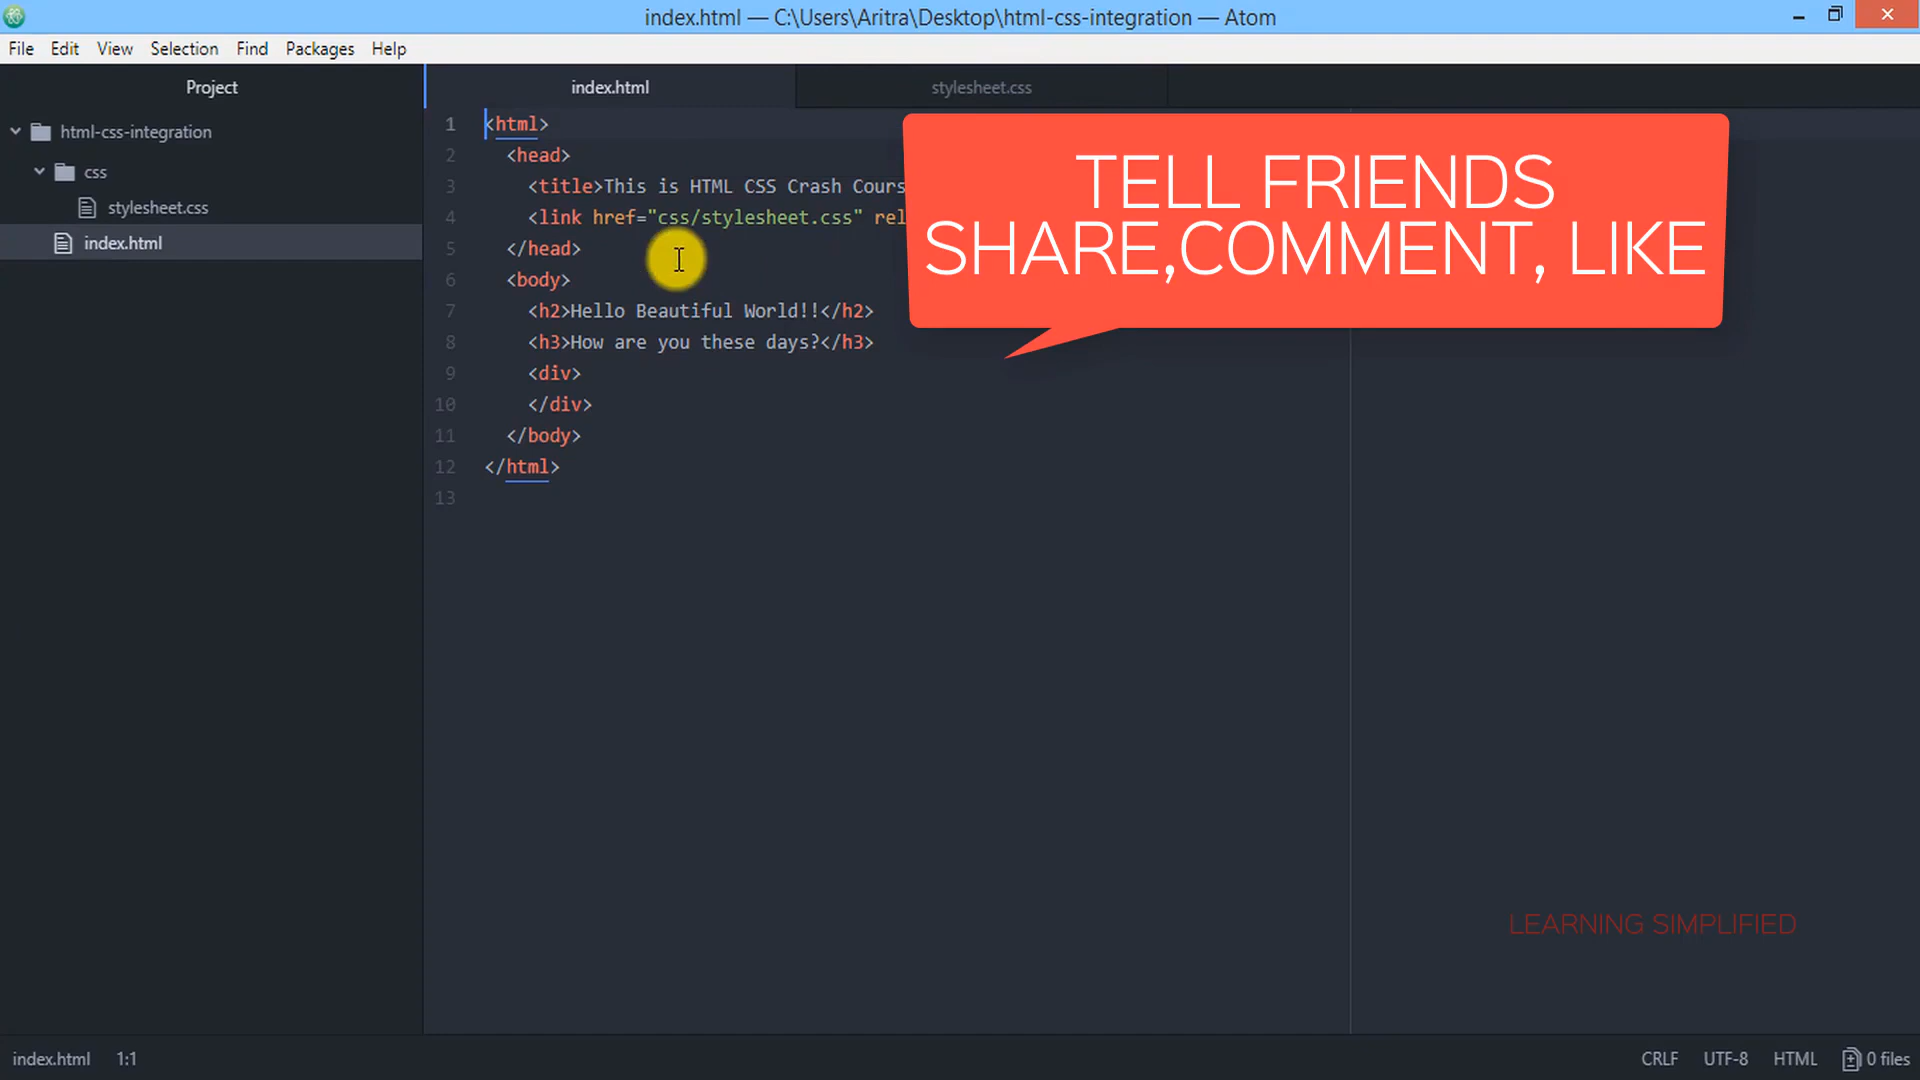 index.html — C:\Users\Aritra\Desktop\html-css-integration — Atom
File Edit View Selection Find Packages Help
Project
html-css-integration
css
stylesheet.css
index.html
index.html stylesheet.css
1 <html>
2 <head>
3 <title>This is HTML CSS Crash Cours
4 <link href="css/stylesheet.css" rel
5 </head>
6 <body>
7 <h2>Hello Beautiful World!!</h2>
8 <h3>How are you these days?</h3>
9 <div>
10 </div>
11 </body>
12 </html>
13
TELL FRIENDS
SHARE,COMMENT, LIKE
LEARNING SIMPLIFIED
index.html 1:1 CRLF UTF-8 HTML 0 files